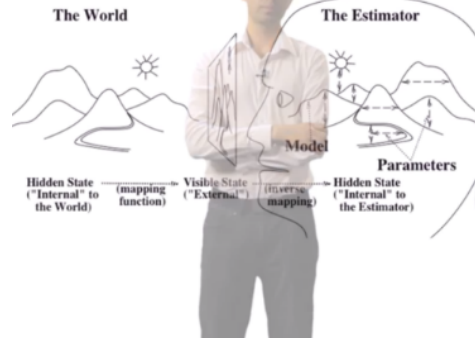 The World
The Estimator
Model
Parameters
Hidden State
("Internal" to
the World)
(mapping
function)
Visible State
("External")
(inverse
mapping)
Hidden State
("Internal" to
the Estimator)